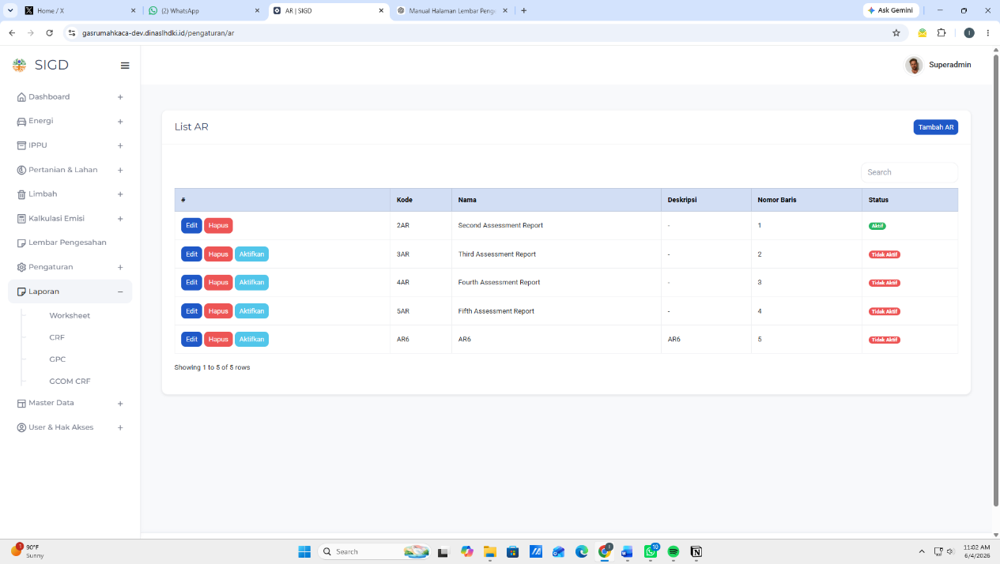 Home / X
(2) WhatsApp
AR | SIGD
Manual Halaman Lembar Peng
Ask Gemini
gasrumahkaca-dev.dinaslhdki.id/pengaturan/ar
I
SIGD
Superadmin
Dashboard
Energi
IPPU
Pertanian & Lahan
Limbah
Kalkulasi Emisi
Lembar Pengesahan
Pengaturan
Laporan
Worksheet
CRF
GPC
GCOM CRF
Master Data
User & Hak Akses
List AR
Tambah AR
Search
# Kode Nama Deskripsi Nomor Baris Status
Edit Hapus 2AR Second Assessment Report - 1 Aktif
Edit Hapus Aktifkan 3AR Third Assessment Report - 2 Tidak Aktif
Edit Hapus Aktifkan 4AR Fourth Assessment Report - 3 Tidak Aktif
Edit Hapus Aktifkan 5AR Fifth Assessment Report - 4 Tidak Aktif
Edit Hapus Aktifkan AR6 AR6 AR6 5 Tidak Aktif
Showing 1 to 5 of 5 rows
1
90°F
Sunny
Search
10
11:02 AM
6/4/2026